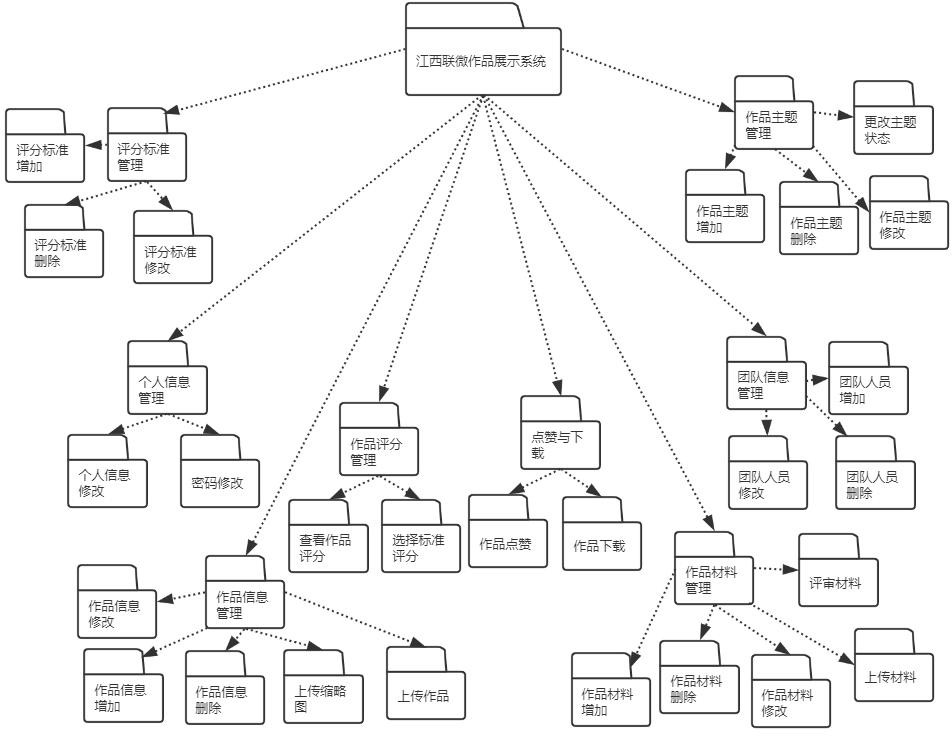 江西联微作品展示系统
作品主题
管理
更改主题
状态
评分标准
增加
评分标准
管理
作品主题
增加
作品主题
删除
作品主题
修改
评分标准
删除
评分标准
修改
个人信息
管理
团队信息
管理
团队人员
增加
作品评分
管理
点赞与下
载
个人信息
修改
密码修改
团队人员
修改
团队人员
删除
查看作品
评分
选择标准
评分
作品点赞
作品下载
作品信息
修改
作品信息
管理
作品材料
管理
评审材料
作品信息
增加
作品信息
删除
上传缩略
图
上传作品
作品材料
增加
作品材料
删除
作品材料
修改
上传材料